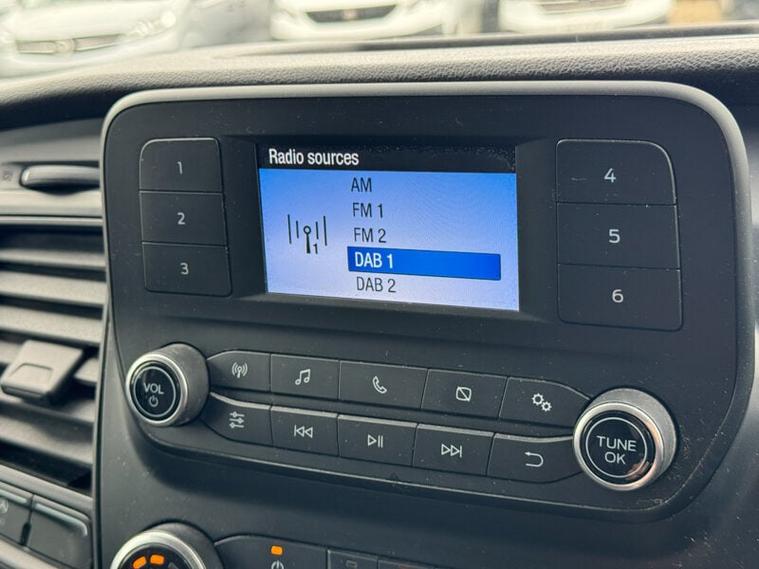 Radio sources
AM
FM 1
FM 2
DAB 1
DAB 2
1
1
2
3
4
5
6
VOL
TUNE
OK